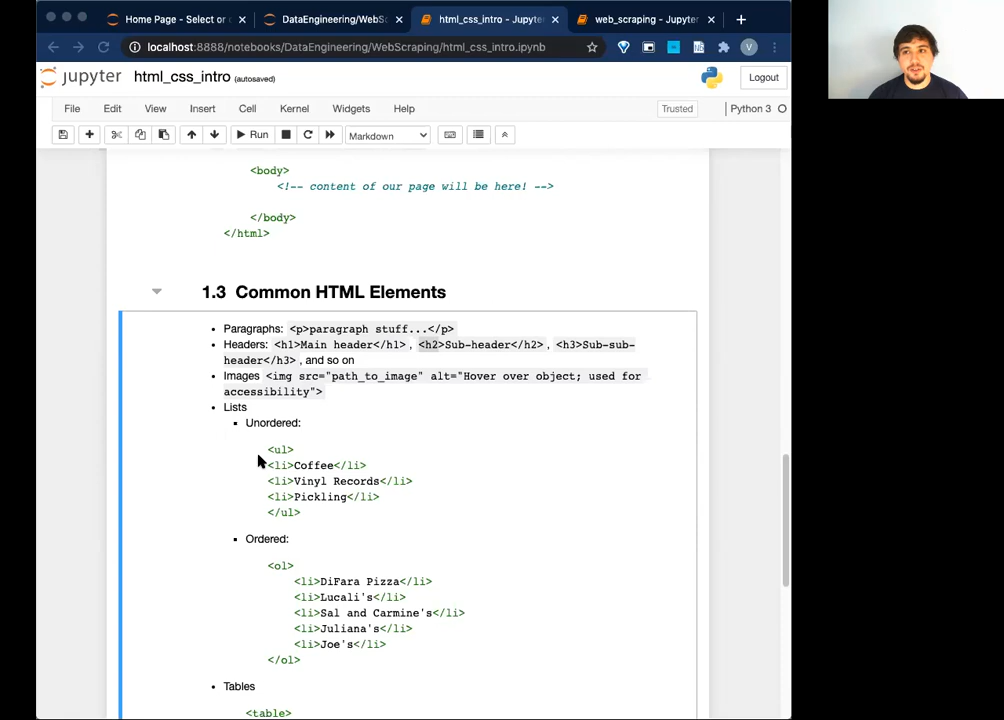 Home Page - Select or c
DataEngineering/WebSc
html_css_intro - Jupyter
web_scraping - Jupyter
localhost:8888/notebooks/DataEngineering/WebScraping/html_css_intro.ipynb
V
jupyter html_css_intro (autosaved)
Logout
File Edit View Insert Cell Kernel Widgets Help
Trusted
Python 3
Run
Markdown
<body>
<!-- content of our page will be here! -->
</body>
</html>
1.3 Common HTML Elements
• Paragraphs: <p>paragraph stuff...</p>
• Headers: <h1>Main header</h1>, <h2>Sub-header</h2>, <h3>Sub-sub-
header</h3>, and so on
• Images <img src="path_to_image" alt="Hover over object; used for
accessibility">
• Lists
▪ Unordered:
<ul>
<li>Coffee</li>
<li>Vinyl Records</li>
<li>Pickling</li>
</ul>
▪ Ordered:
<ol>
<li>DiFara Pizza</li>
<li>Lucali's</li>
<li>Sal and Carmine's</li>
<li>Juliana's</li>
<li>Joe's</li>
</ol>
• Tables
<table>